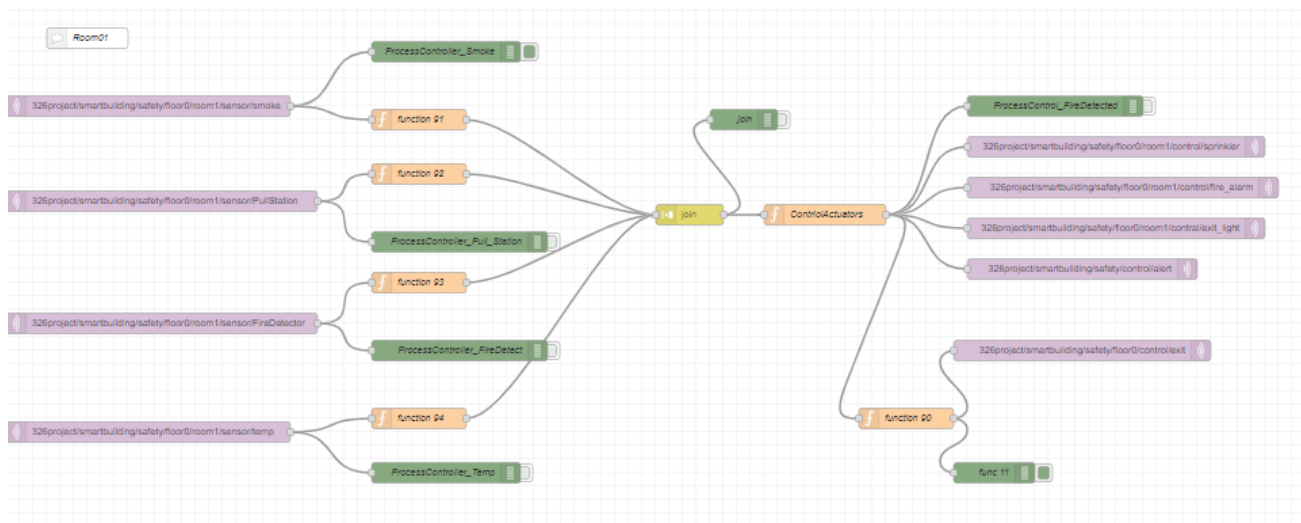 Room01
ProcessController_Smoke
326project/smartbuilding/safety/floor0/room1/sensor/smoke
function 91
function 92
326project/smartbuilding/safety/floor0/room1/sensor/PullStation
ProcessController_Pull_Station
function 93
326project/smartbuilding/safety/floor0/room1/sensor/FireDetector
ProcessController_FireDetect
function 94
326project/smartbuilding/safety/floor0/room1/sensor/temp
ProcessController_Temp
join
join
ControlActuators
ProcessControl_FireDetected
326project/smartbuilding/safety/floor0/room1/control/sprinkler
326project/smartbuilding/safety/floor0/room1/control/fire_alarm
326project/smartbuilding/safety/floor0/room1/control/exit_light
326project/smartbuilding/safety/control/alert
326project/smartbuilding/safety/floor0/control/exit
function 90
func 11